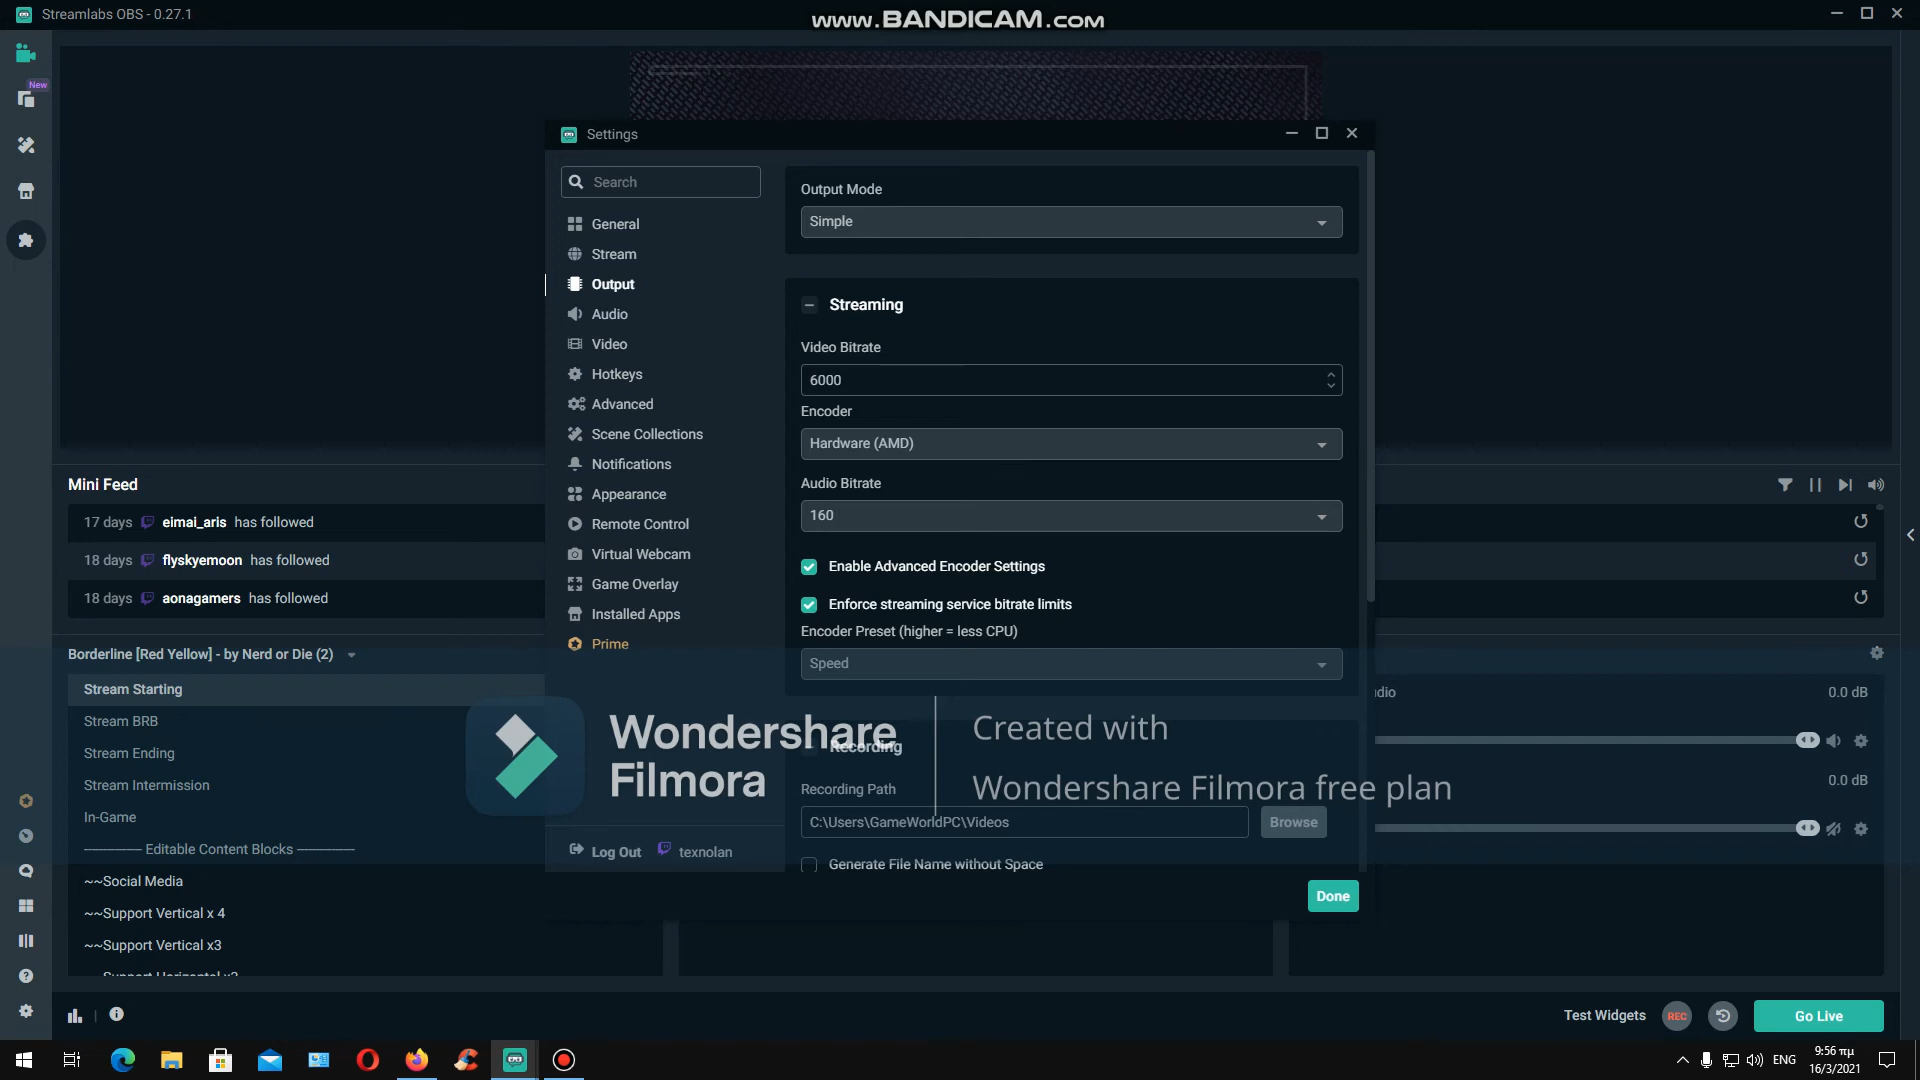 Streamlabs OBS - 0.27.1
www.BANDICAM.com
New
Settings
Search
General
Stream
Output
Audio
Video
Hotkeys
Advanced
Scene Collections
Notifications
Appearance
Remote Control
Virtual Webcam
Game Overlay
Installed Apps
Prime
Log Out texnolan
Output Mode
Simple
Streaming
Video Bitrate
6000
Encoder
Hardware (AMD)
Audio Bitrate
160
Enable Advanced Encoder Settings
Enforce streaming service bitrate limits
Encoder Preset (higher = less CPU)
Speed
Recording
Recording Path
C:\Users\GameWorldPC\Videos
Browse
Generate File Name without Space
Done
Mini Feed
17 days eimai_aris has followed
18 days flyskyemoon has followed
18 days aonagamers has followed
Borderline [Red Yellow] - by Nerd or Die (2)
Stream Starting
Stream BRB
Stream Ending
Stream Intermission
In-Game
Editable Content Blocks
~~Social Media
~~Support Vertical x 4
~~Support Vertical x3
0.0 dB
0.0 dB
Wondershare
Filmora
Created with
Wondershare Filmora free plan
Test Widgets
REC
Go Live
ENG
9:56 πμ
16/3/2021